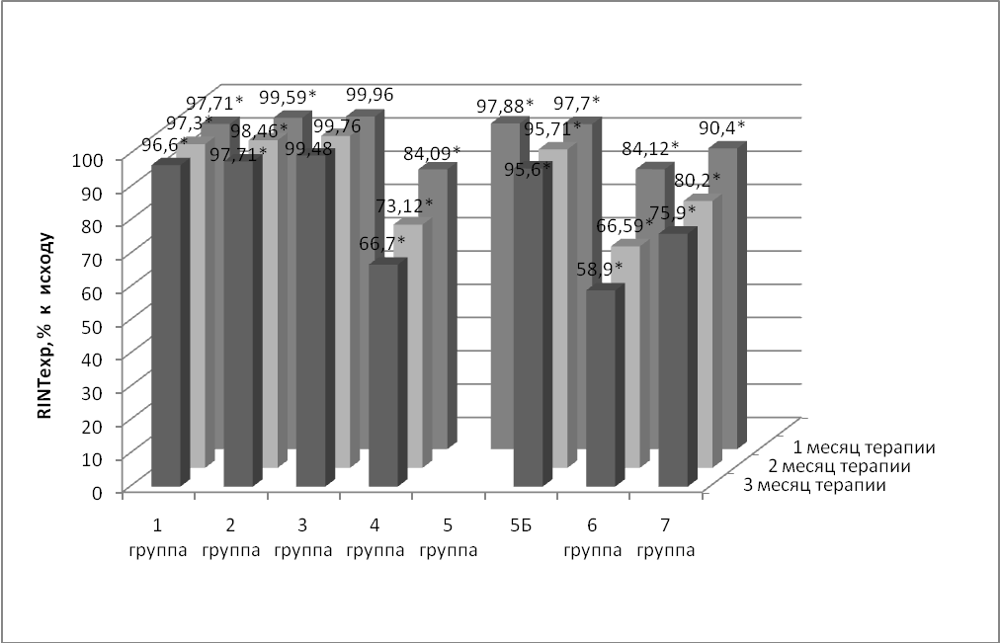 99,59*
99,96
97,71*
97,88*
97,7*
97,3*
98,46*
99,76
95,71*
90,4*
96,6*
97,71*
99,48
84,09*
95,6*
84,12*
80,2*
73,12*
66,7*
66,59*
75,9*
58,9*
100
90
80
70
60
50
40
30
20
10
0
RINTexp, % к исходу
1 месяц терапии
2 месяц терапии
3 месяц терапии
1 группа
2 группа
3 группа
4 группа
5 группа
5Б
6 группа
7 группа